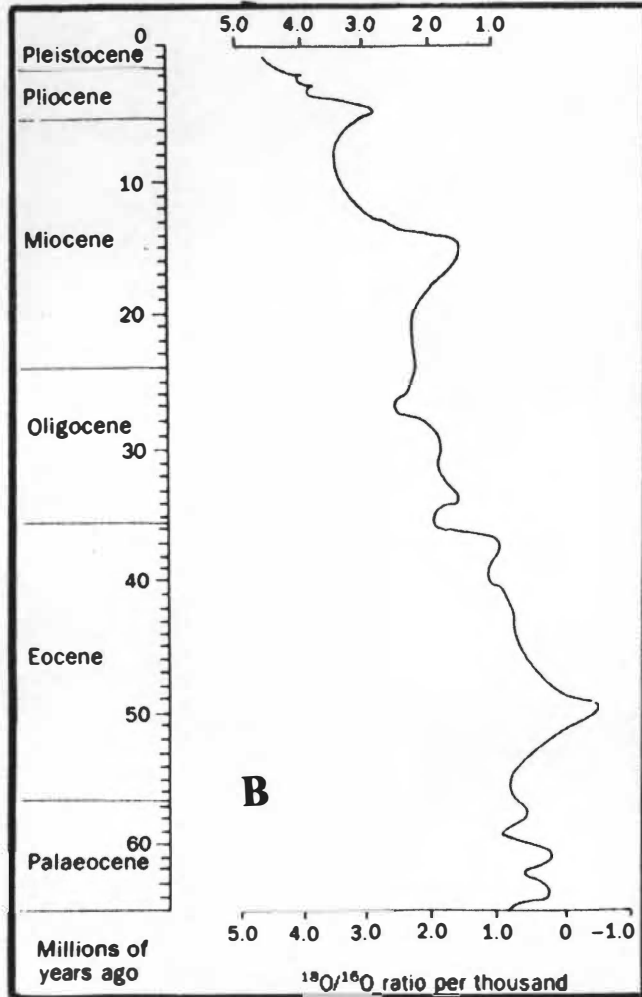 5.0 4.0 3.0 2.0 1.0
0
Pleistocene
Pliocene
10
Miocene
20
Oligocene
30
40
Eocene
50
B
60
Palaeocene
5.0 4.0 3.0 2.0 1.0 0 -1.0
Millions of
years ago
¹⁸O/¹⁶O ratio per thousand